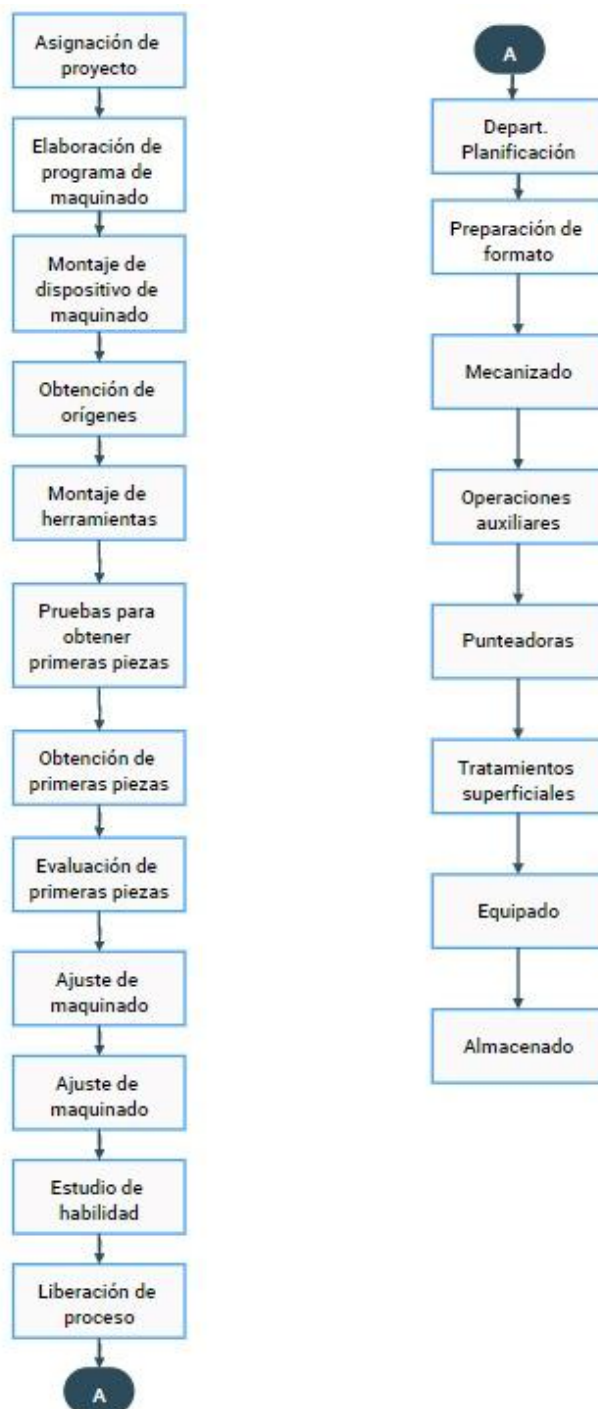 Asignación de
proyecto
Elaboración de
programa de
maquinado
Montaje de
dispositivo de
maquinado
Obtención de
orígenes
Montaje de
herramientas
Pruebas para
obtener
primeras piezas
Obtención de
primeras piezas
Evaluación de
primeras piezas
Ajuste de
maquinado
Ajuste de
maquinado
Estudio de
habilidad
Liberación de
proceso
A
A
Depart.
Planificación
Preparación de
formato
Mecanizado
Operaciones
auxiliares
Punteadoras
Tratamientos
superficiales
Equipado
Almacenado